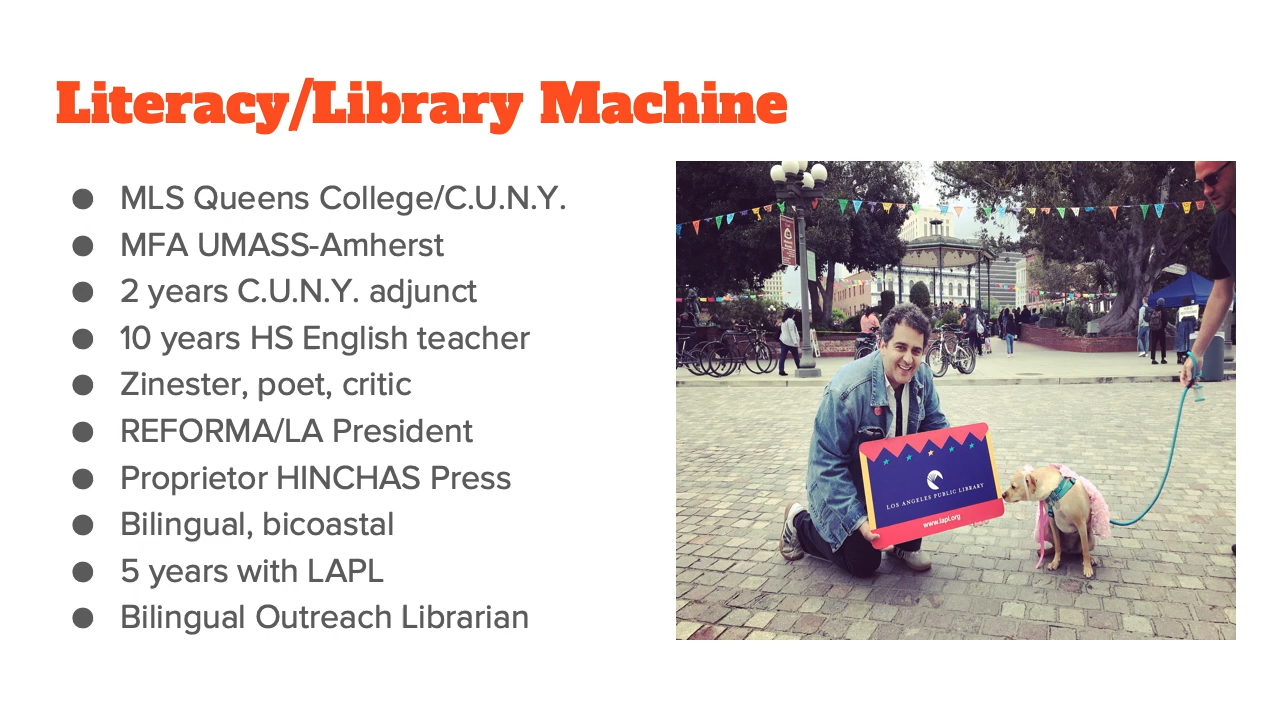 Literacy/Library Machine
● MLS Queens College/C.U.N.Y.
● MFA UMASS-Amherst
● 2 years C.U.N.Y. adjunct
● 10 years HS English teacher
● Zinester, poet, critic
● REFORMA/LA President
● Proprietor HINCHAS Press
● Bilingual, bicoastal
● 5 years with LAPL
● Bilingual Outreach Librarian
LOS ANGELES PUBLIC LIBRARY
www.lapl.org